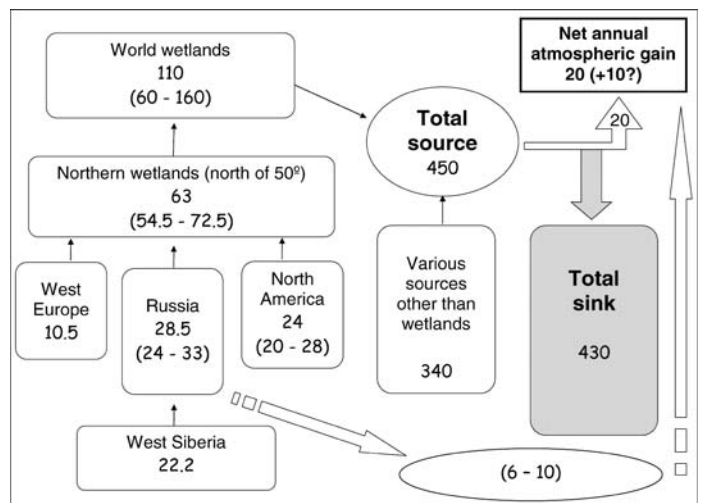 World wetlands
110
(60 - 160)
Net annual
atmospheric gain
20 (+10?)
20
Total
source
450
Northern wetlands (north of 50º)
63
(54.5 - 72.5)
West
Europe
10.5
Russia
28.5
(24 - 33)
North
America
24
(20 - 28)
Various
sources
other than
wetlands
340
Total
sink
430
West Siberia
22.2
(6 - 10)